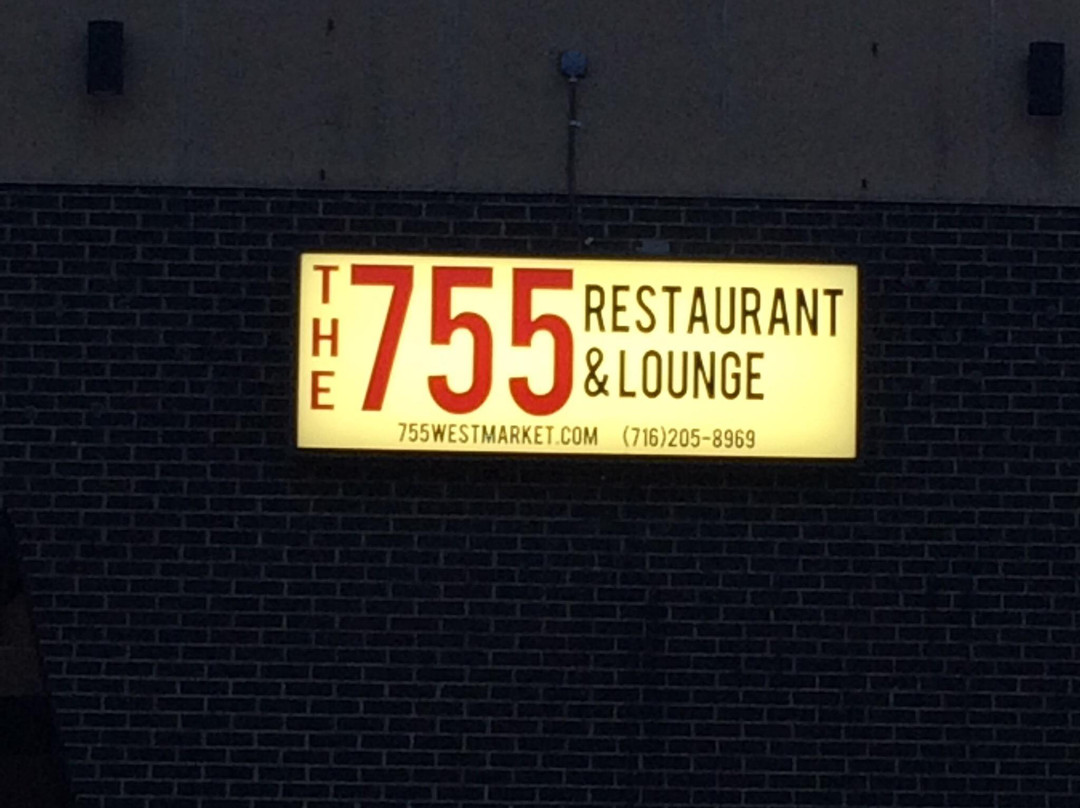 THE 755 RESTAURANT
& LOUNGE
755WESTMARKET.COM (716)205-8969